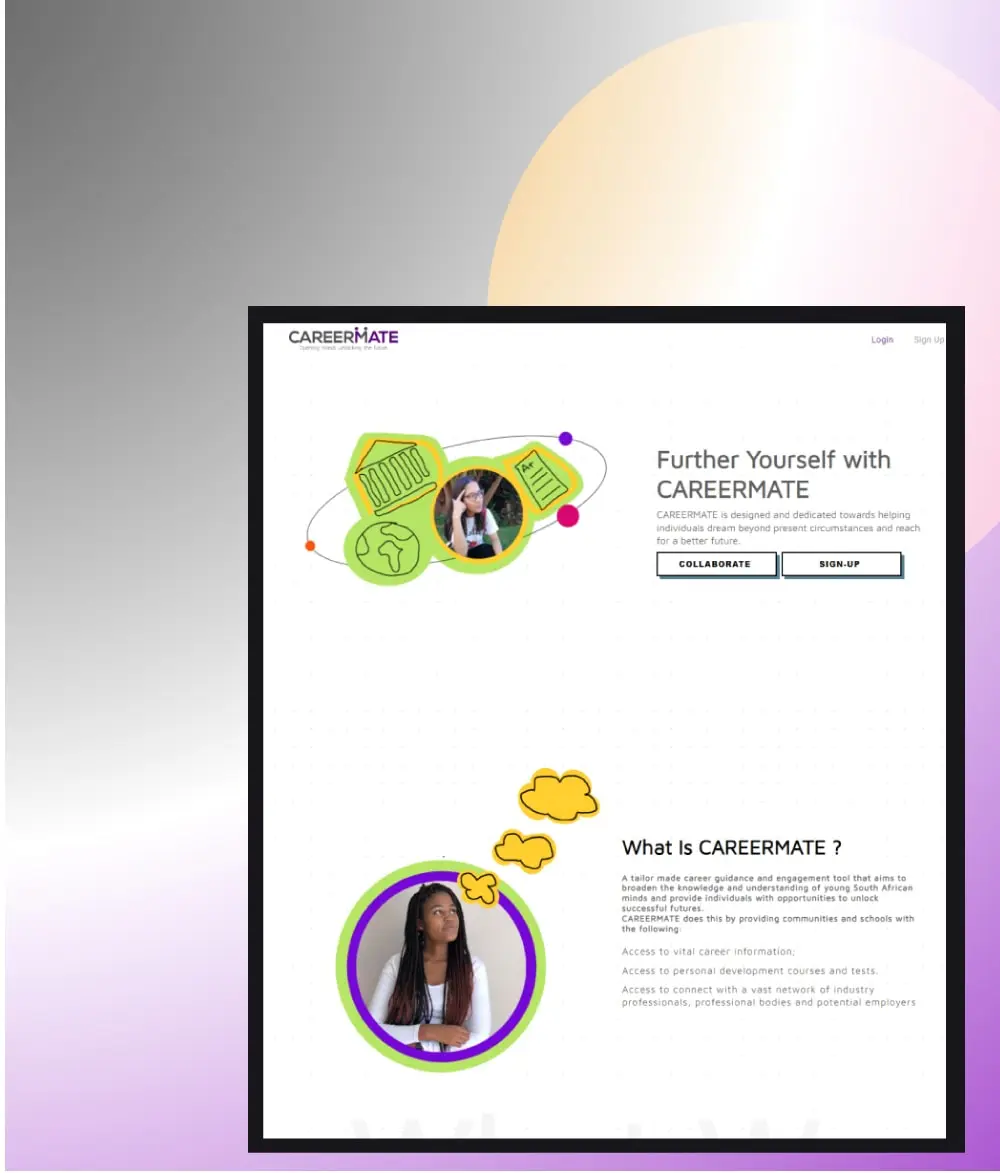 CAREERMATE
Login Sign Up
A+
Further Yourself with
CAREERMATE
CAREERMATE is designed and dedicated towards helping
individuals dream beyond present circumstances and reach
for a better future.
COLLABORATE SIGN-UP
What Is CAREERMATE ?
A tailor made career guidance and engagement tool that aims to
broaden the knowledge and understanding of young South African
minds and provide individuals with opportunities to unlock
successful futures.
CAREERMATE does this by providing communities and schools with
the following:
Access to vital career information;
Access to personal development courses and tests.
Access to connect with a vast network of industry
professionals, professional bodies and potential employers